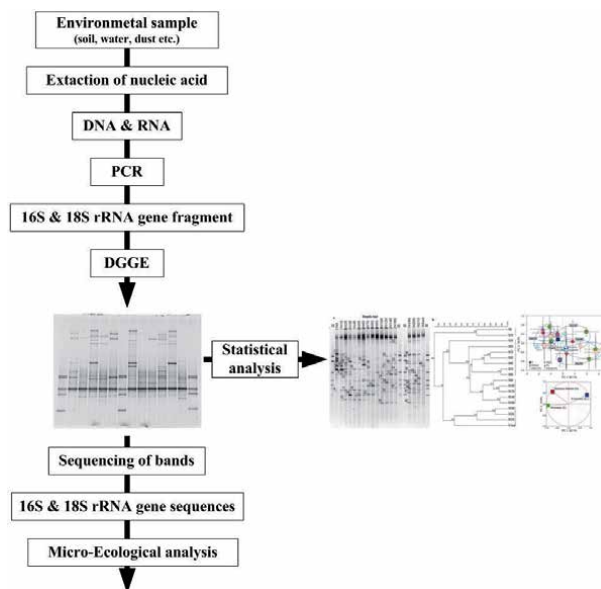 Environmetal sample
(soil, water, dust etc.)
Extaction of nucleic acid
DNA & RNA
PCR
16S & 18S rRNA gene fragment
DGGE
Statistical
analysis
Sequencing of bands
16S & 18S rRNA gene sequences
Micro-Ecological analysis